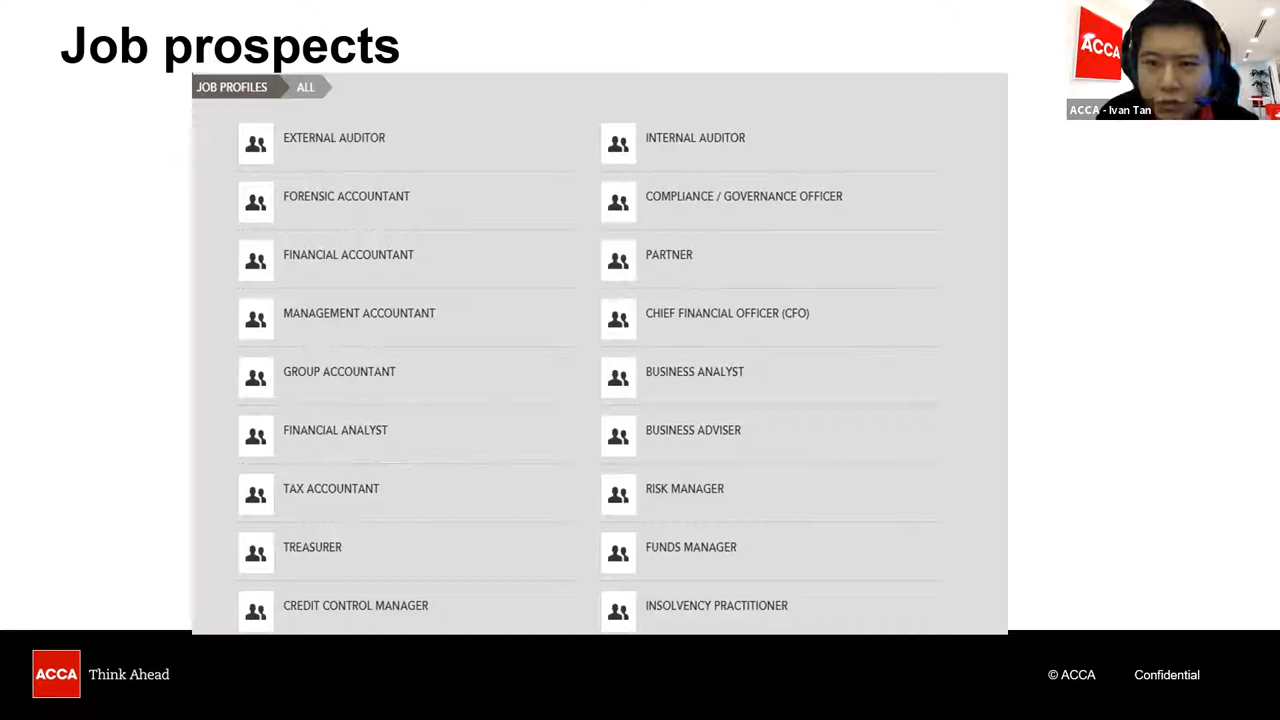 Job prospects
JOB PROFILES ALL
EXTERNAL AUDITOR
FORENSIC ACCOUNTANT
FINANCIAL ACCOUNTANT
MANAGEMENT ACCOUNTANT
GROUP ACCOUNTANT
FINANCIAL ANALYST
TAX ACCOUNTANT
TREASURER
CREDIT CONTROL MANAGER
INTERNAL AUDITOR
COMPLIANCE / GOVERNANCE OFFICER
PARTNER
CHIEF FINANCIAL OFFICER (CFO)
BUSINESS ANALYST
BUSINESS ADVISER
RISK MANAGER
FUNDS MANAGER
INSOLVENCY PRACTITIONER
ACCA
ACCA - Ivan Tan
ACCA Think Ahead
© ACCA Confidential